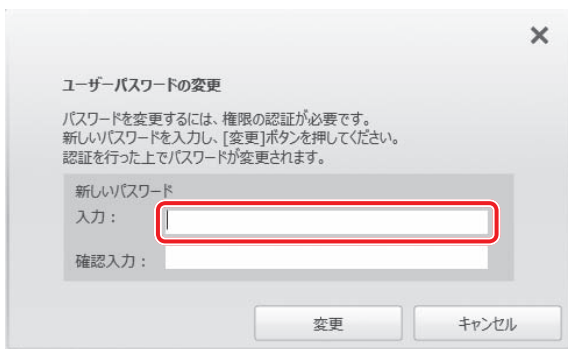 ユーザーパスワードの変更
パスワードを変更するには、権限の認証が必要です。
新しいパスワードを入力し、[変更]ボタンを押してください。
認証を行った上でパスワードが変更されます。
新しいパスワード
入力：
確認入力：
変更
キャンセル